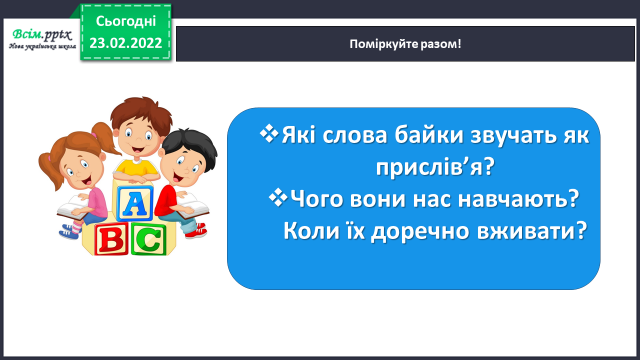 Всім.pptx
Нова українська школа
Сьогодні
23.02.2022
Поміркуйте разом!
❖Які слова байки звучать як
прислів’я?
❖Чого вони нас навчають?
Коли їх доречно вживати?
A
B C